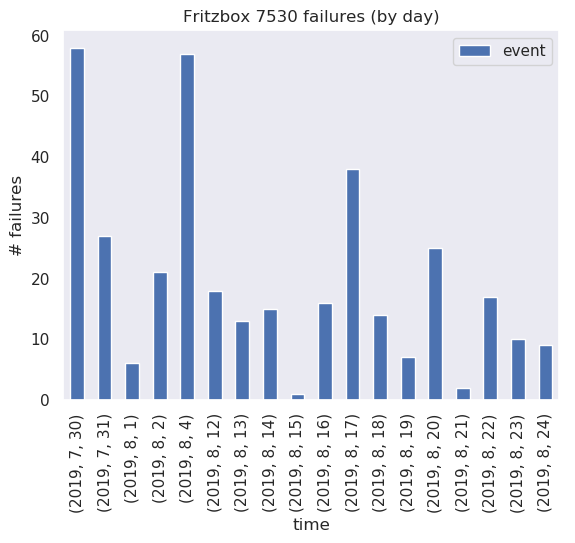 Fritzbox 7530 failures (by day)
event
# failures
60
50
40
30
20
10
0
(2019, 7, 30)
(2019, 7, 31)
(2019, 8, 1)
(2019, 8, 2)
(2019, 8, 4)
(2019, 8, 12)
(2019, 8, 13)
(2019, 8, 14)
(2019, 8, 15)
(2019, 8, 16)
(2019, 8, 17)
(2019, 8, 18)
(2019, 8, 19)
(2019, 8, 20)
(2019, 8, 21)
(2019, 8, 22)
(2019, 8, 23)
(2019, 8, 24)
time